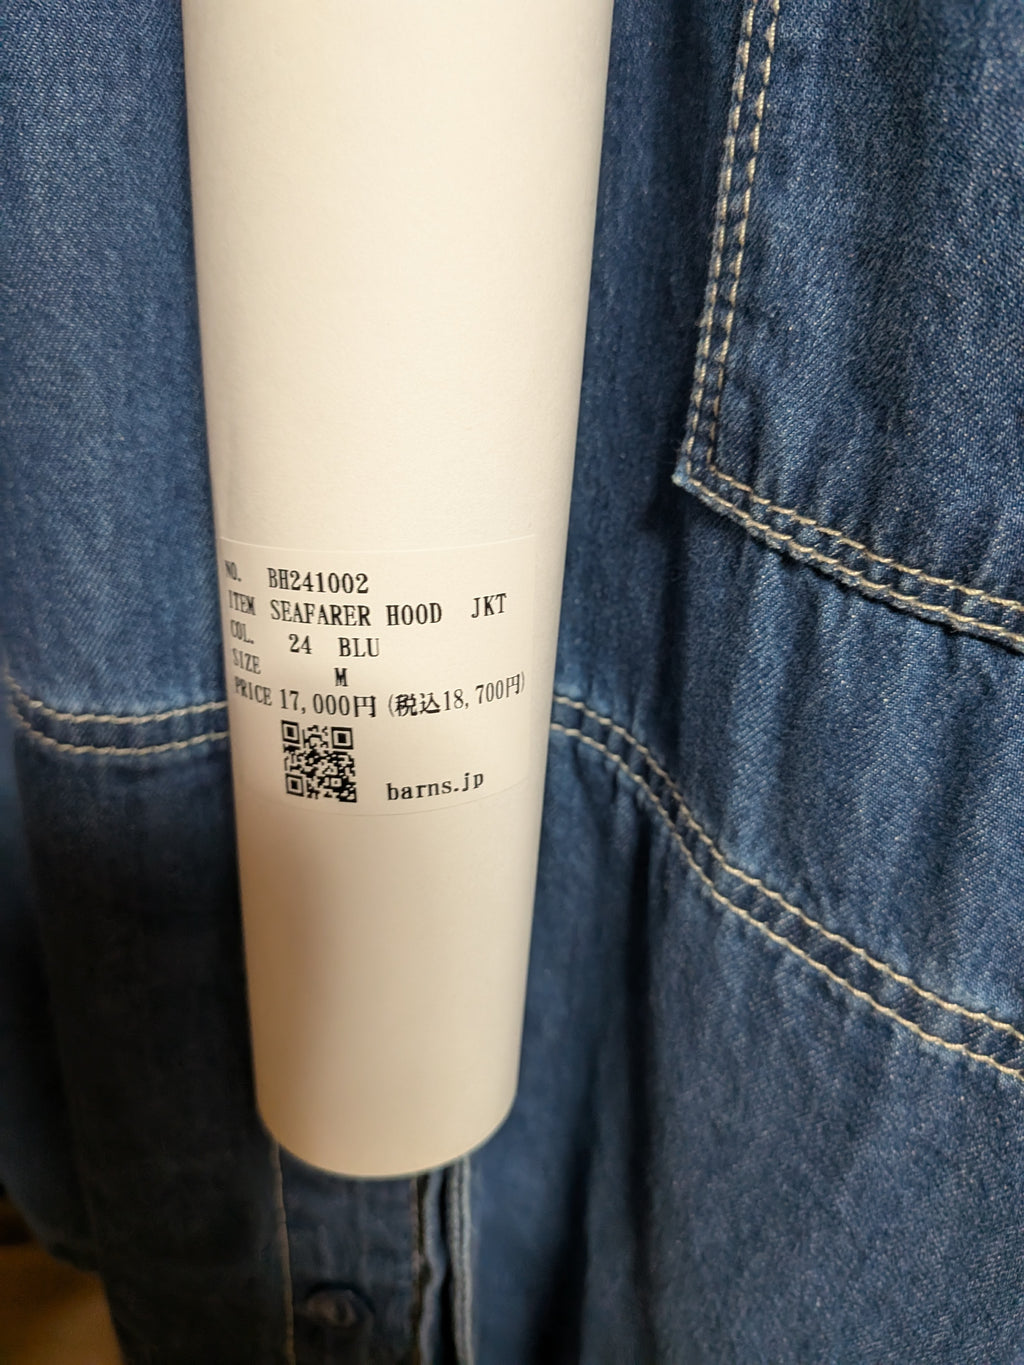 NO. BH241002
ITEM SEAFARER HOOD JKT
COL. 24 BLU
SIZE M
PRICE 17,000円 (税込18,700円)
barns.jp